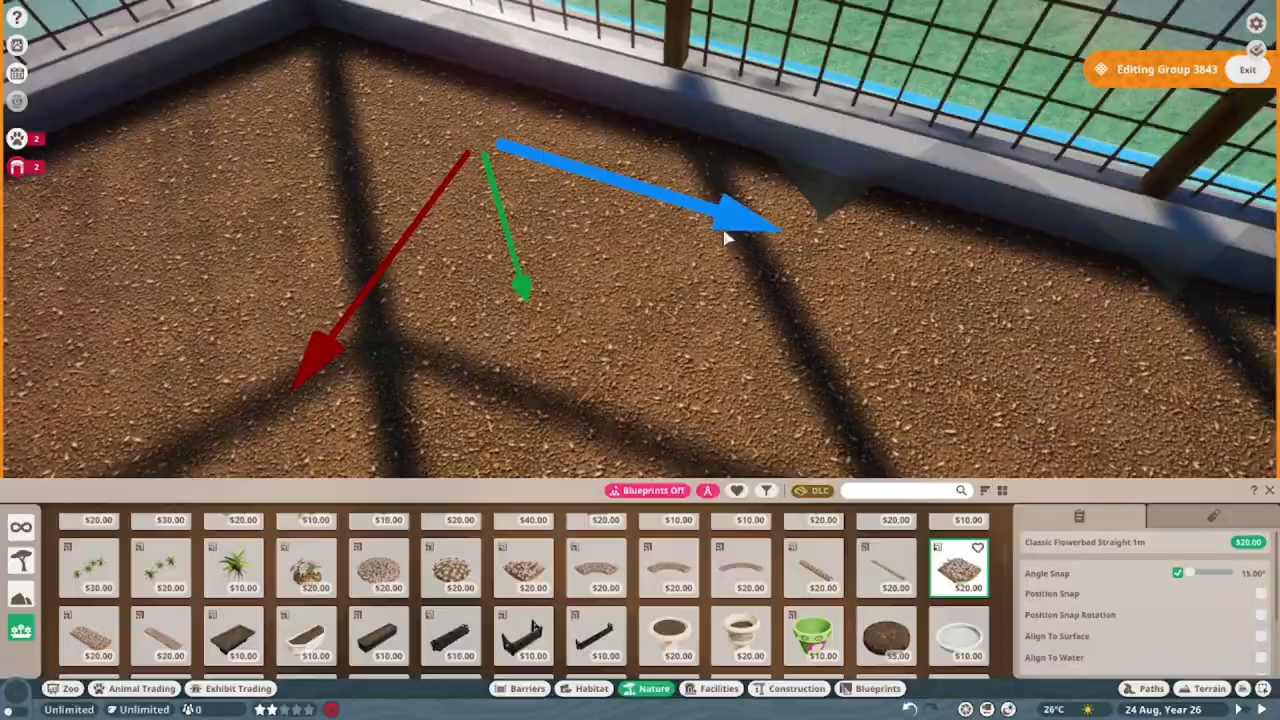 ?
Editing Group 3843 Exit
2
2
Blueprints Off DLC ? X
$20.00 $30.00 $20.00 $10.00 $10.00 $20.00 $40.00 $20.00 $10.00 $10.00 $20.00 $20.00 $10.00
Classic Flowerbed Straight 1m $20.00
Angle Snap 15.00°
$30.00 $20.00 $10.00 $20.00 $20.00 $20.00 $20.00 $20.00 $20.00 $20.00 $20.00 $20.00 $20.00
Position Snap
Position Snap Rotation
Align To Surface
$20.00 $20.00 $10.00 $20.00 $10.00 $10.00 $10.00 $10.00 $20.00 $20.00 $10.00 $5.00 $10.00
Align To Water
Zoo Animal Trading Exhibit Trading Barriers Habitat Nature Facilities Construction Blueprints Paths Terrain
Unlimited Unlimited 0 26°C 24 Aug, Year 26